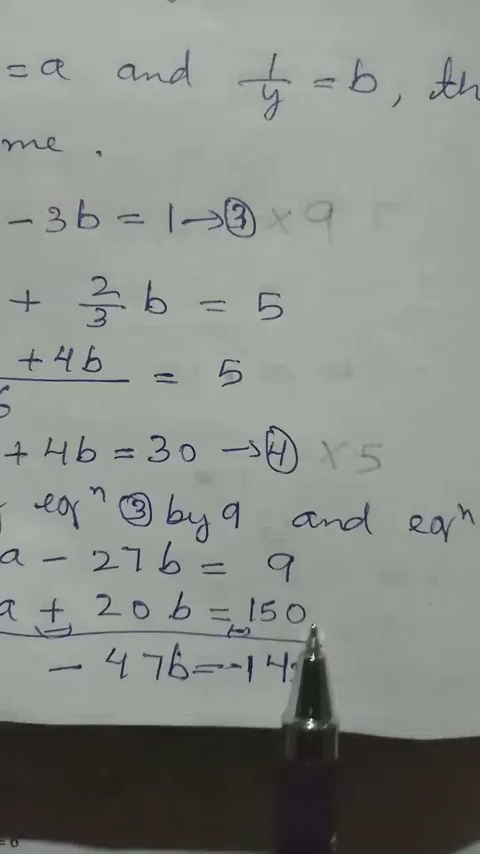 = a and 1/y = b, th
me.
- 3b = 1 → ③ × 9
+ 2/3 b = 5
+ 4b / 6 = 5
+ 4b = 30 → ④ × 5
eqⁿ ③ by 9 and eqⁿ
a - 27b = 9
a + 20b = 150
- 47b = -14
= 0